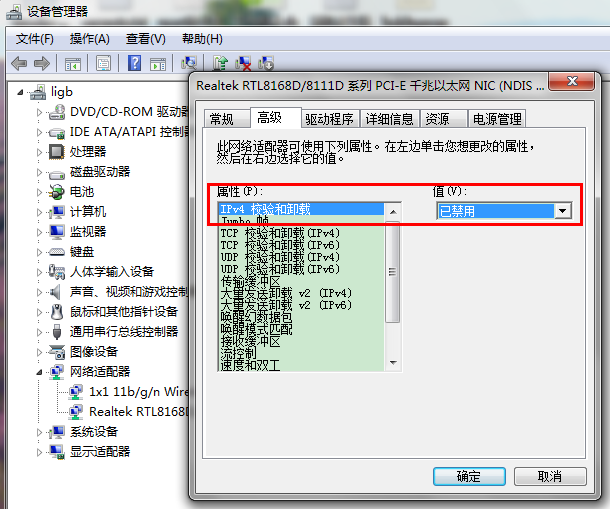 设备管理器
文件(F) 操作(A) 查看(V) 帮助(H)
ligb
DVD/CD-ROM 驱动器
IDE ATA/ATAPI 控制器
处理器
磁盘驱动器
电池
计算机
监视器
键盘
人体学输入设备
声音、视频和游戏控制
鼠标和其他指针设备
通用串行总线控制器
图像设备
网络适配器
1x1 11b/g/n Wire
Realtek RTL8168D
系统设备
显示适配器
Realtek RTL8168D/8111D 系列 PCI-E 千兆以太网 NIC (NDIS ...
常规 高级 驱动程序 详细信息 资源 电源管理
此网络适配器可使用下列属性。在左边单击您想更改的属性，
然后在右边选择它的值。
属性(P): 值(V):
IPv4 校验和卸载 已禁用
Jumbo 帧
TCP 校验和卸载(IPv4)
TCP 校验和卸载(IPv6)
UDP 校验和卸载(IPv4)
UDP 校验和卸载(IPv6)
传输缓冲区
大量发送卸载 v2 (IPv4)
大量发送卸载 v2 (IPv6)
唤醒幻数据包
唤醒模式匹配
接收缓冲区
流控制
速度和双工
确定 取消